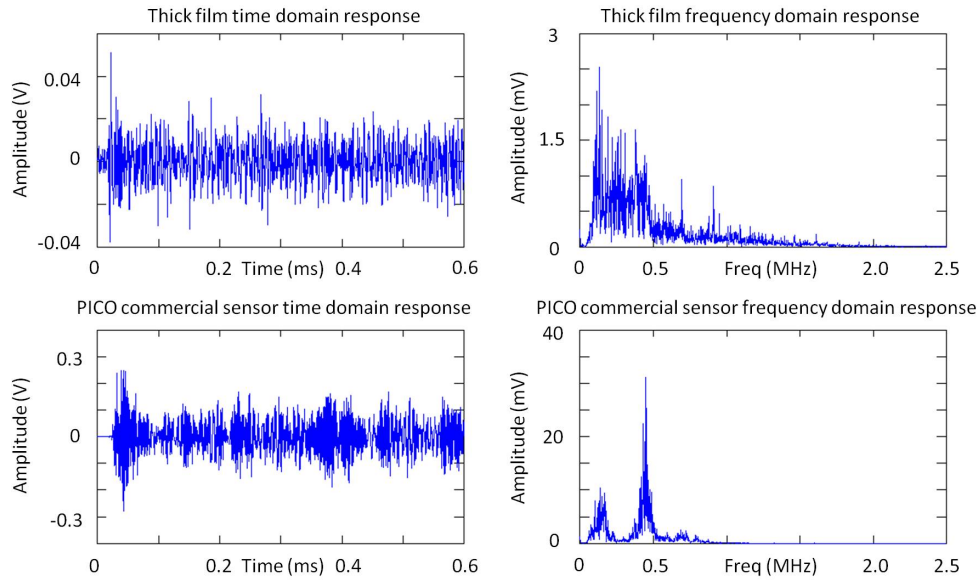 Thick film time domain response
Thick film frequency domain response
Amplitude (V)
0.04
0
-0.04
0
0.2
Time (ms)
0.4
0.6
Amplitude (mV)
3
1.5
0
0
0.5
Freq (MHz)
2.0
2.5
PICO commercial sensor time domain response
PICO commercial sensor frequency domain response
Amplitude (V)
0.3
0
-0.3
0
0.2
Time (ms)
0.4
0.6
Amplitude (mV)
40
20
0
0
0.5
Freq (MHz)
2.0
2.5